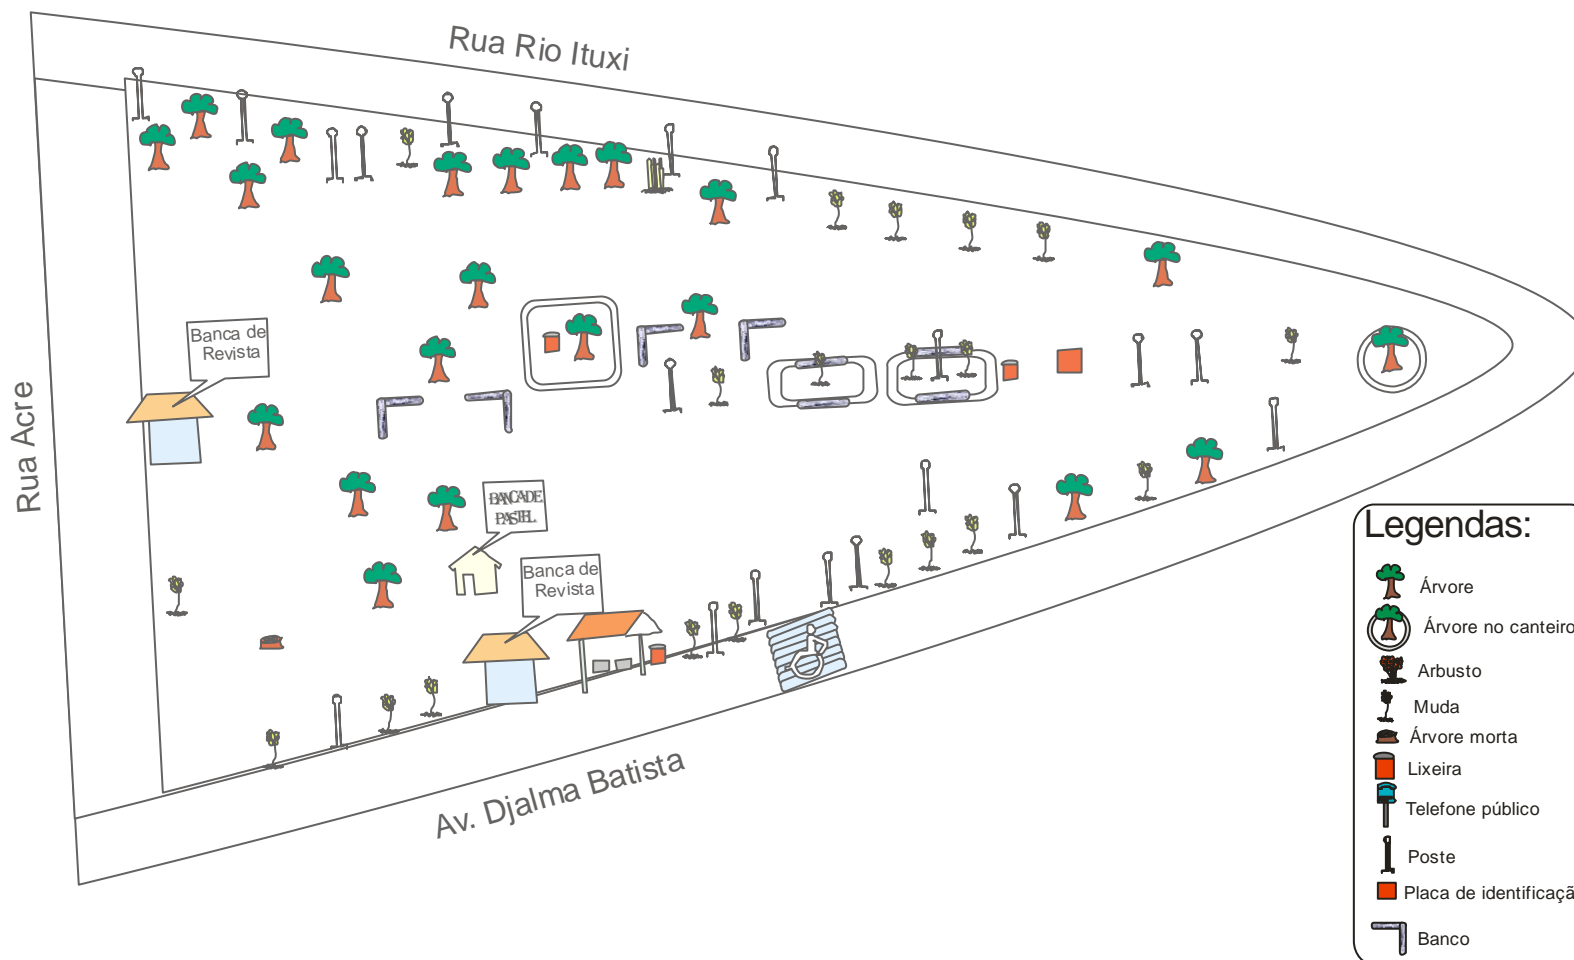 Rua Rio Ituxi
Banca de
Revista
Rua Acre
BANCA DE
PASTEL
Banca de
Revista
Av. Djalma Batista
Legendas:
Árvore
Árvore no canteiro
Arbusto
Muda
Árvore morta
Lixeira
Telefone público
Poste
Placa de identificaçã
Banco